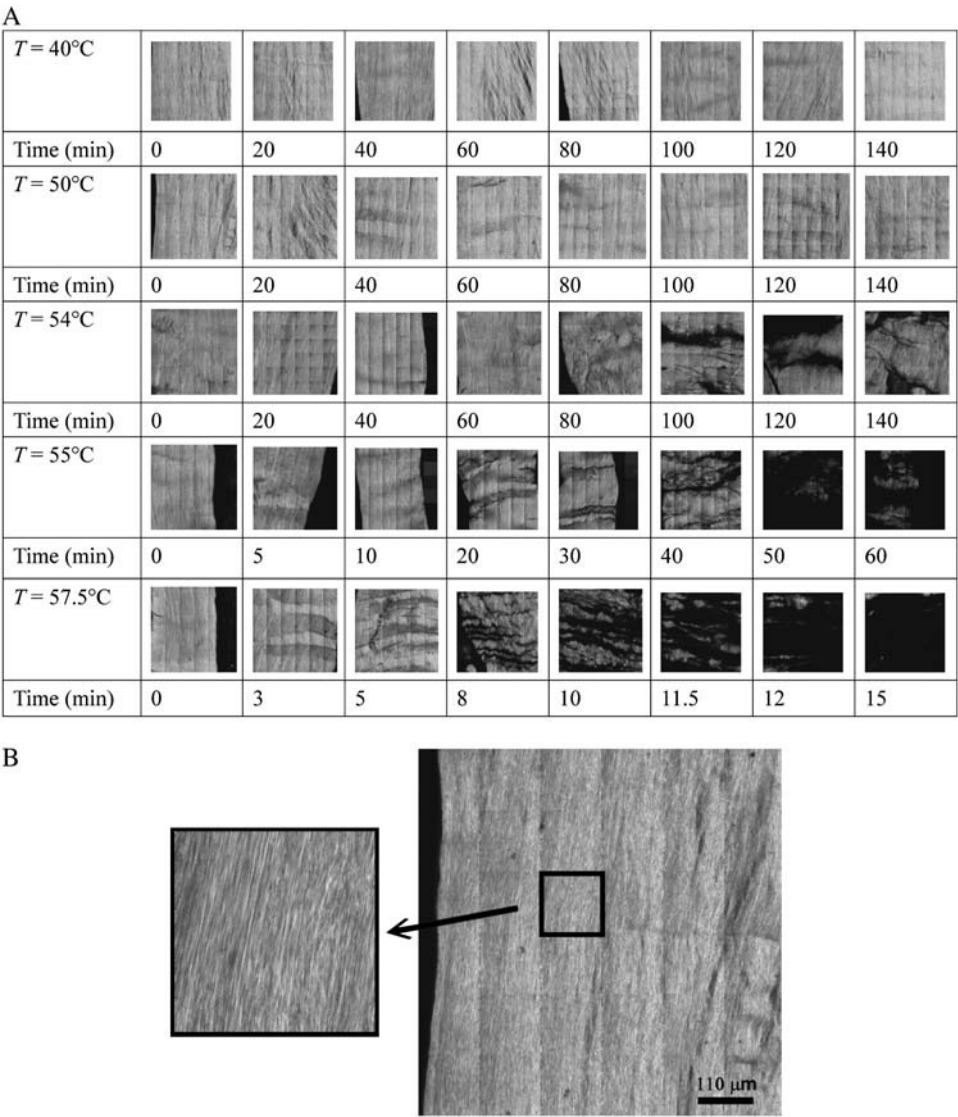 A
T = 40°C
Time (min) 0 20 40 60 80 100 120 140
T = 50°C
Time (min) 0 20 40 60 80 100 120 140
T = 54°C
Time (min) 0 20 40 60 80 100 120 140
T = 55°C
Time (min) 0 5 10 20 30 40 50 60
T = 57.5°C
Time (min) 0 3 5 8 10 11.5 12 15
B
110 μm